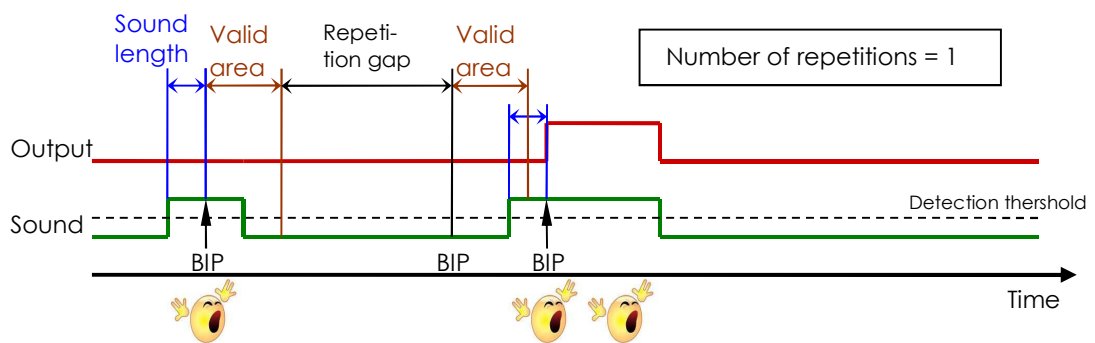 Sound
length
Valid
area
Repeti-
tion gap
Valid
area
Number of repetitions = 1
Output
Detection thershold
Sound
BIP
BIP
BIP
Time